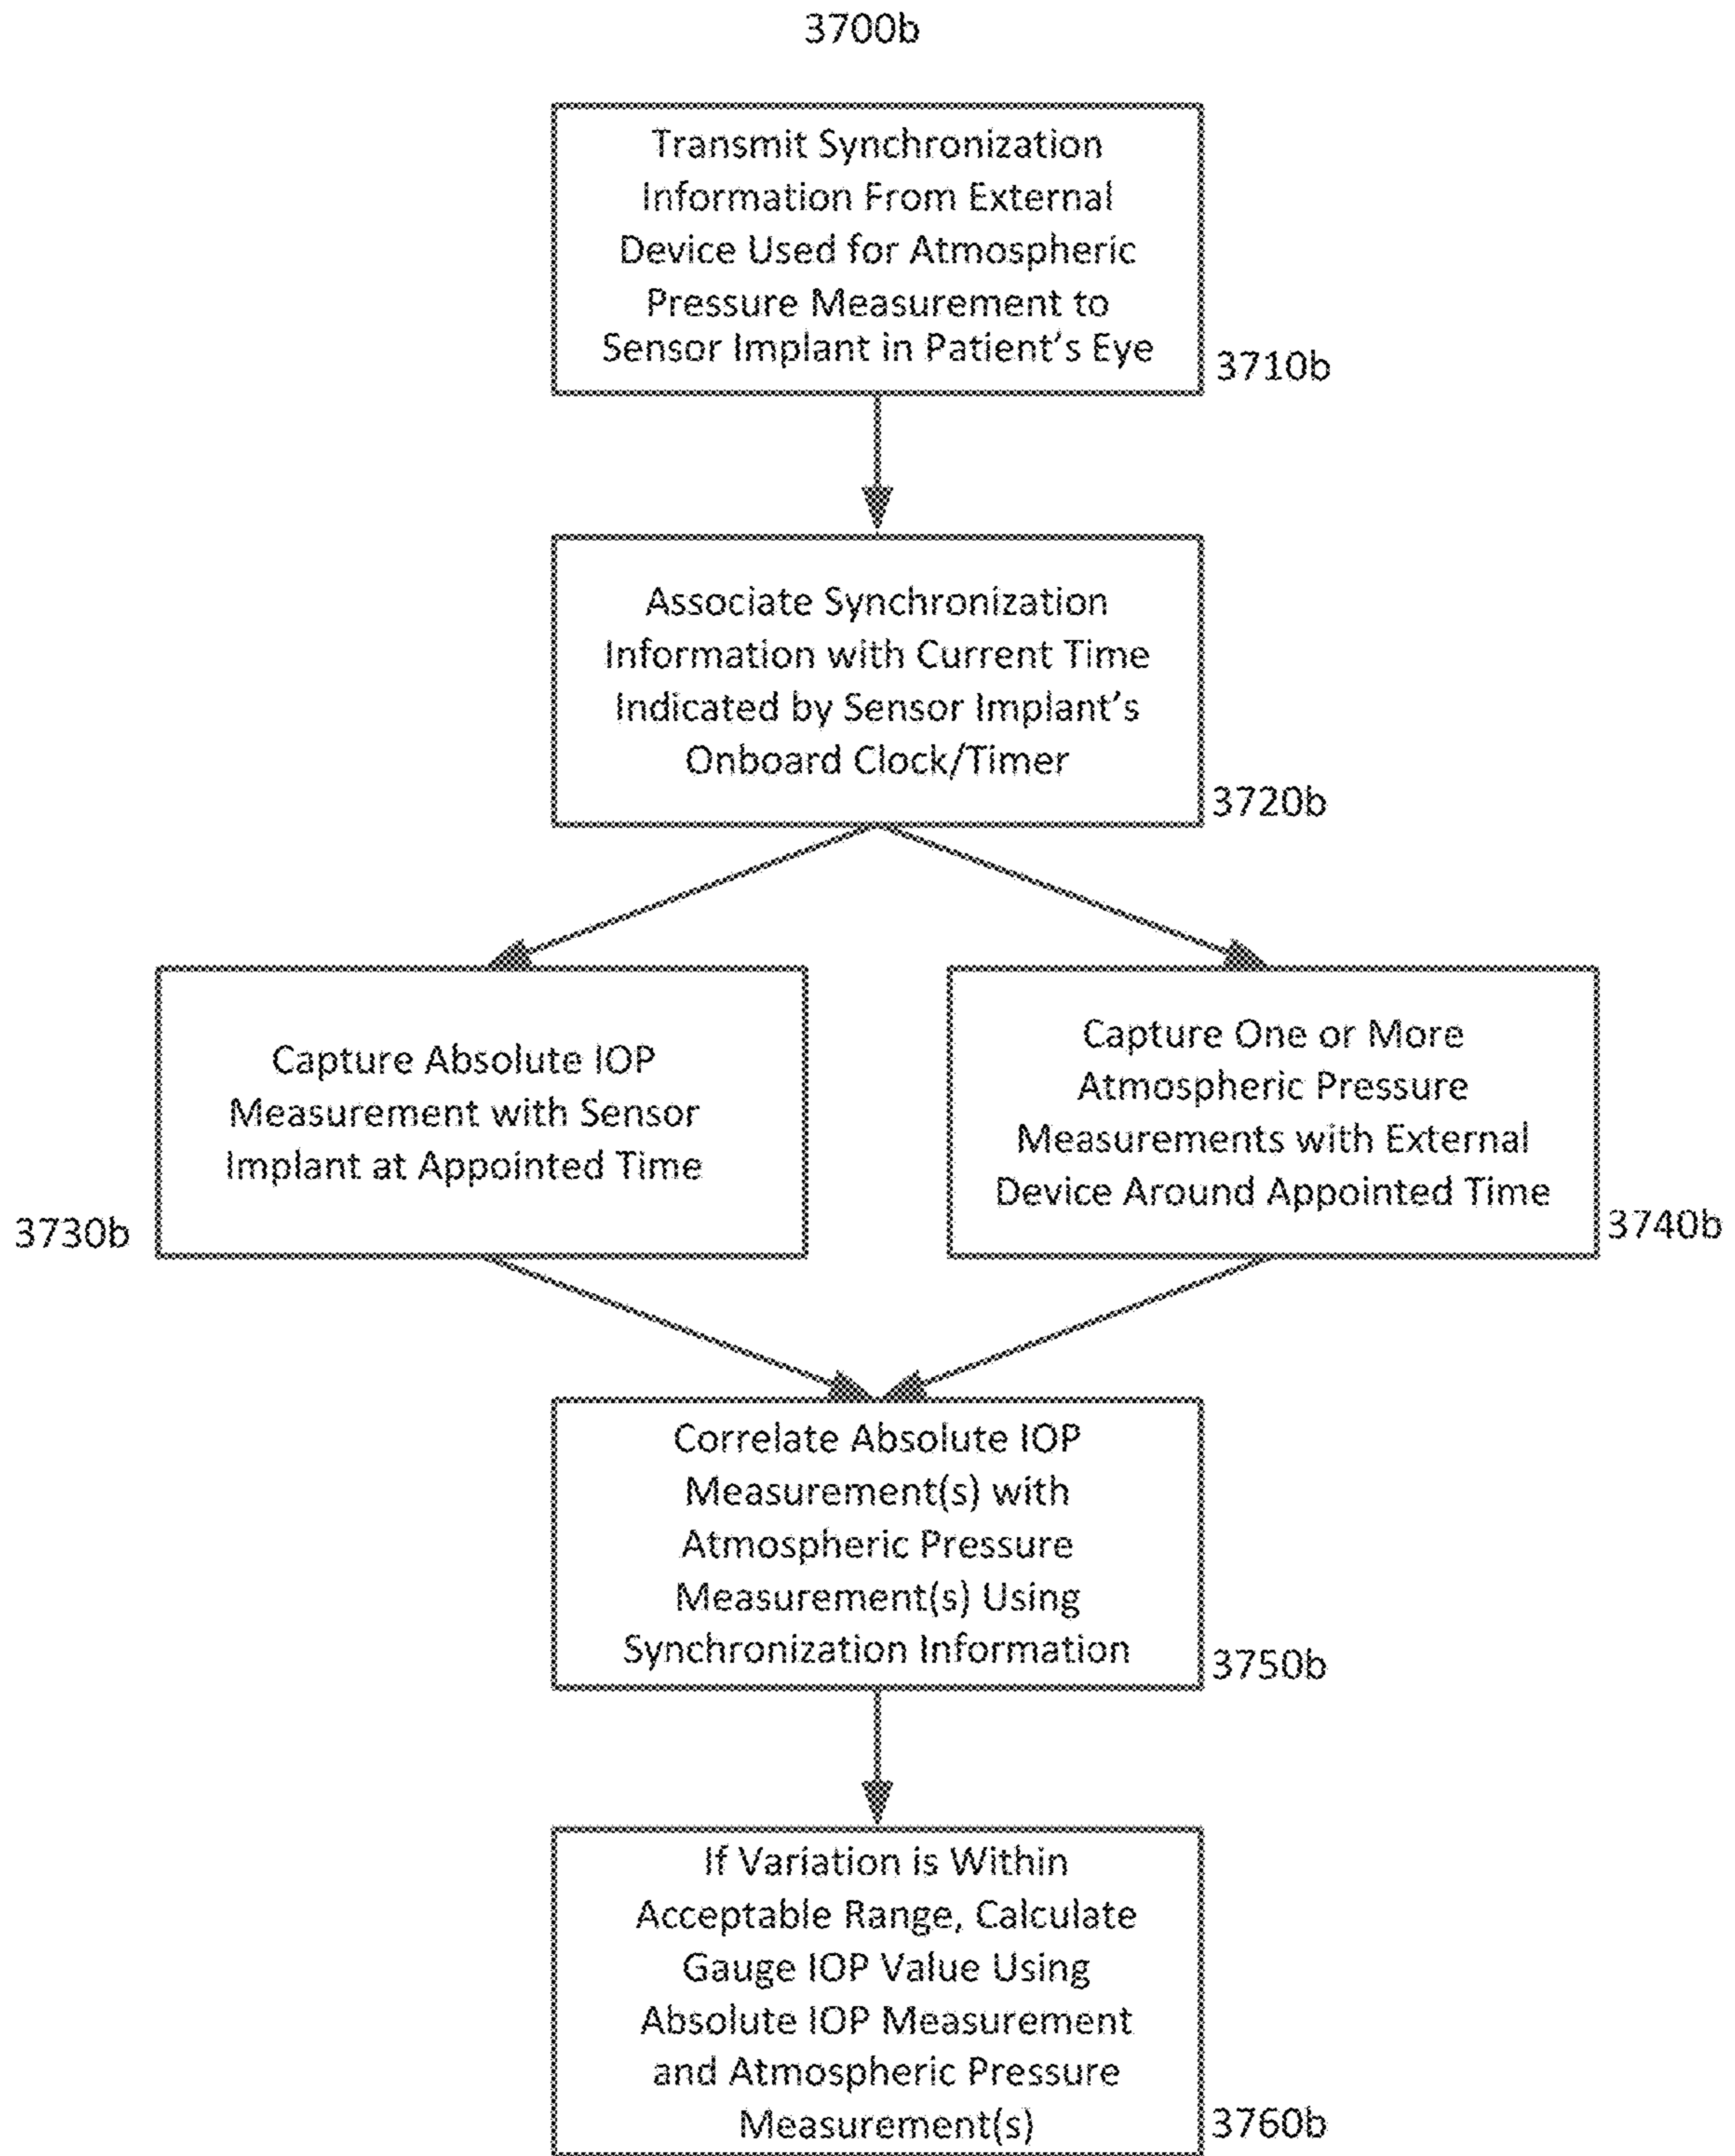 3700b
Transmit Synchronization
Information From External
Device Used for Atmospheric
Pressure Measurement to
Sensor Implant in Patient's Eye
3710b
Associate Synchronization
Information with Current Time
Indicated by Sensor Implant's
Onboard Clock/Timer
3720b
Capture Absolute IOP
Measurement with Sensor
Implant at Appointed Time
3730b
Capture One or More
Atmospheric Pressure
Measurements with External
Device Around Appointed Time
3740b
Correlate Absolute IOP
Measurement(s) with
Atmospheric Pressure
Measurement(s) Using
Synchronization Information
3750b
If Variation is Within
Acceptable Range, Calculate
Gauge IOP Value Using
Absolute IOP Measurement
and Atmospheric Pressure
Measurement(s)
3760b